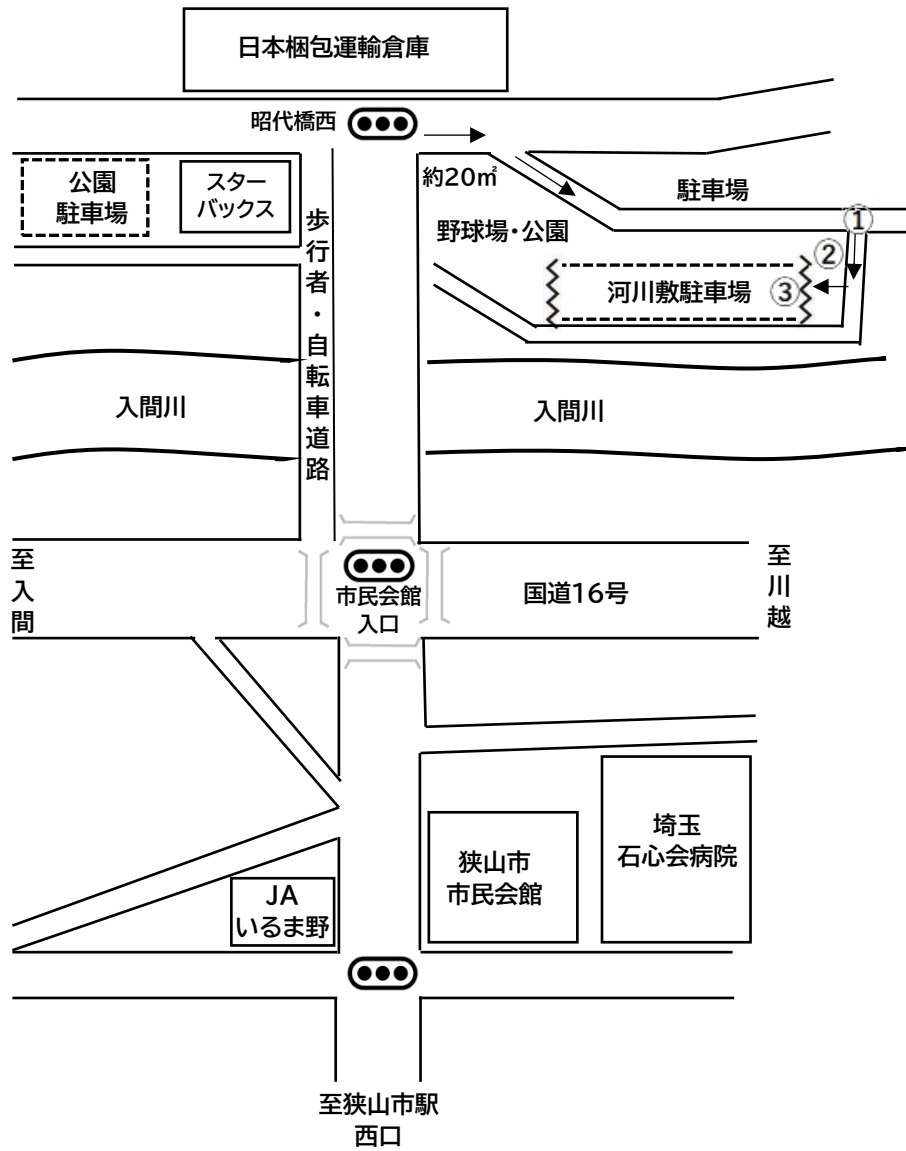 日本梱包運輸倉庫
昭代橋西
約20㎡
公園
駐車場
スター
バックス
歩行者・自転車道路
野球場・公園
駐車場
①
②
河川敷駐車場
③
入間川
入間川
至入間
市民会館
入口
国道16号
至川越
狭山市
市民会館
埼玉
石心会病院
JA
いるま野
至狭山市駅
西口